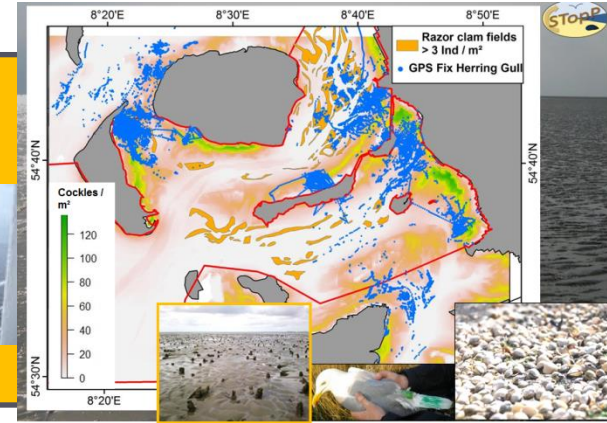 8°20'E
8°30'E
8°40'E
8°50'E
Razor clam fields
> 3 Ind / m²
GPS Fix Herring Gull
STOPP
54°40'N
54°40'N
Cockles /
m²
120
100
80
60
40
20
0
54°30'N
8°20'E